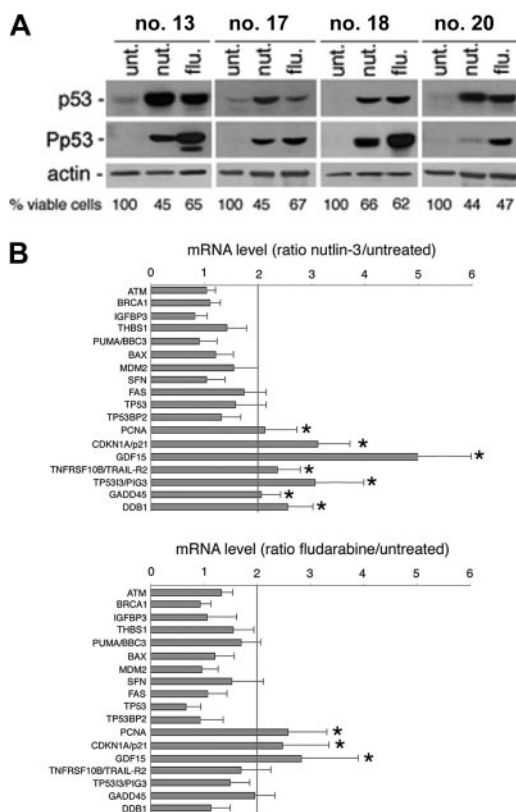 A
no. 13 no. 17 no. 18 no. 20
unt. nut. flu. unt. nut. flu. unt. nut. flu. unt. nut. flu.
p53 -
Pp53 -
actin -
% viable cells 100 45 65 100 45 67 100 66 62 100 44 47
B
mRNA level (ratio nutlin-3/untreated)
0 1 2 3 4 5 6
ATM
BRCA1
IGFBP3
THBS1
PUMA/BBC3
BAX
MDM2
SFN
FAS
TP53
TP53BP2
PCNA *
CDKN1A/p21 *
GDF15 *
TNFRSF10B/TRAIL-R2 *
TP53I3/PIG3 *
GADD45 *
DDB1 *
mRNA level (ratio fludarabine/untreated)
0 1 2 3 4 5 6
ATM
BRCA1
IGFBP3
THBS1
PUMA/BBC3
BAX
MDM2
SFN
FAS
TP53
TP53BP2
PCNA *
CDKN1A/p21 *
GDF15 *
TNFRSF10B/TRAIL-R2
TP53I3/PIG3
GADD45
DDB1